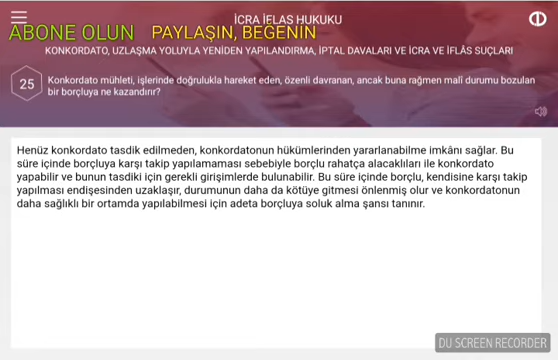 İCRA İFLAS HUKUKU
ABONE OLUN PAYLAŞIN, BEĞENİN
KONKORDATO, UZLAŞMA YOLUYLA YENİDEN YAPILANDIRMA, İPTAL DAVALARI VE İCRA VE İFLÂS SUÇLARI
25
Konkordato mühleti, işlerinde doğrulukla hareket eden, özenli davranan, ancak buna rağmen malî durumu bozulan
bir borçluya ne kazandırır?
Henüz konkordato tasdik edilmeden, konkordatonun hükümlerinden yararlanabilme imkânı sağlar. Bu
süre içinde borçluya karşı takip yapılamaması sebebiyle borçlu rahatça alacaklıları ile konkordato
yapabilir ve bunun tasdiki için gerekli girişimlerde bulunabilir. Bu süre içinde borçlu, kendisine karşı takip
yapılması endişesinden uzaklaşır, durumunun daha da kötüye gitmesi önlenmiş olur ve konkordatonun
daha sağlıklı bir ortamda yapılabilmesi için adeta borçluya soluk alma şansı tanınır.
DU SCREEN RECORDER